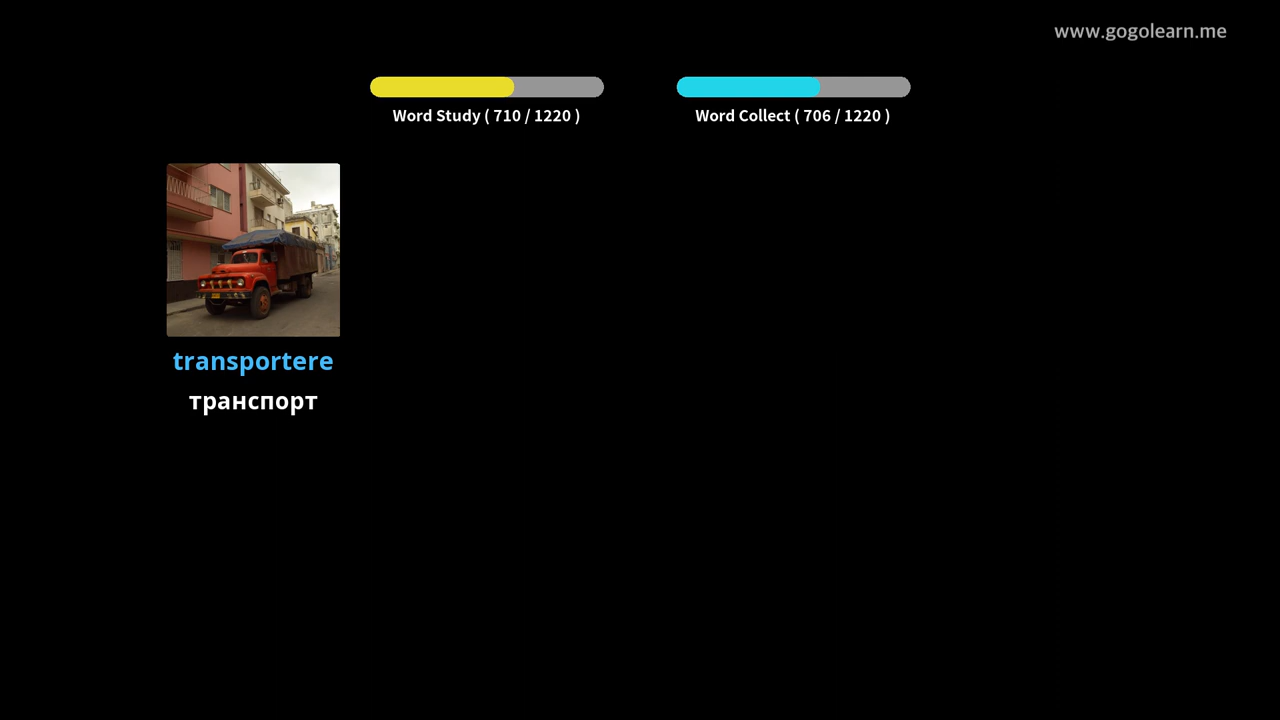 www.gogolearn.me
Word Study ( 710 / 1220 )
Word Collect ( 706 / 1220 )
transportere
транспорт